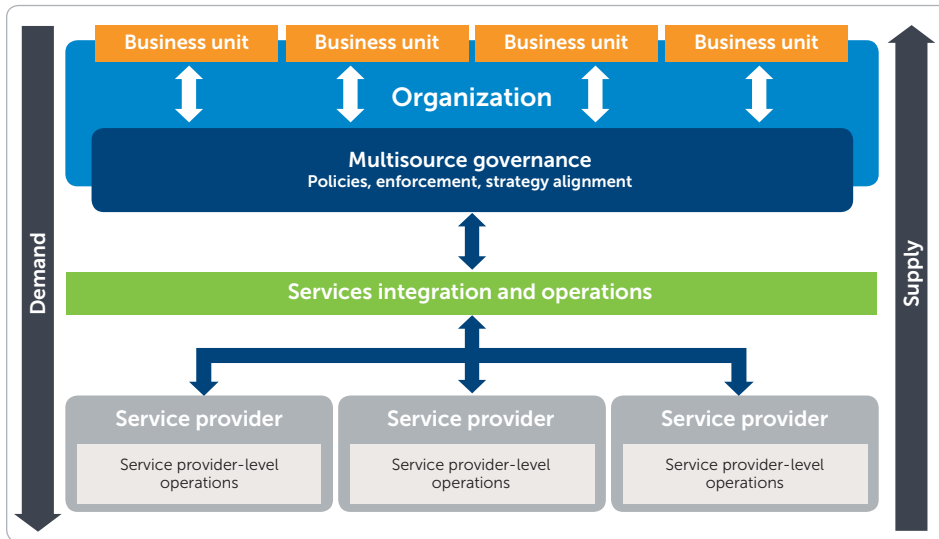 Business unit
Business unit
Business unit
Business unit
Organization
Multisource governance
Policies, enforcement, strategy alignment
Demand
Supply
Services integration and operations
Service provider
Service provider-level
operations
Service provider
Service provider-level
operations
Service provider
Service provider-level
operations